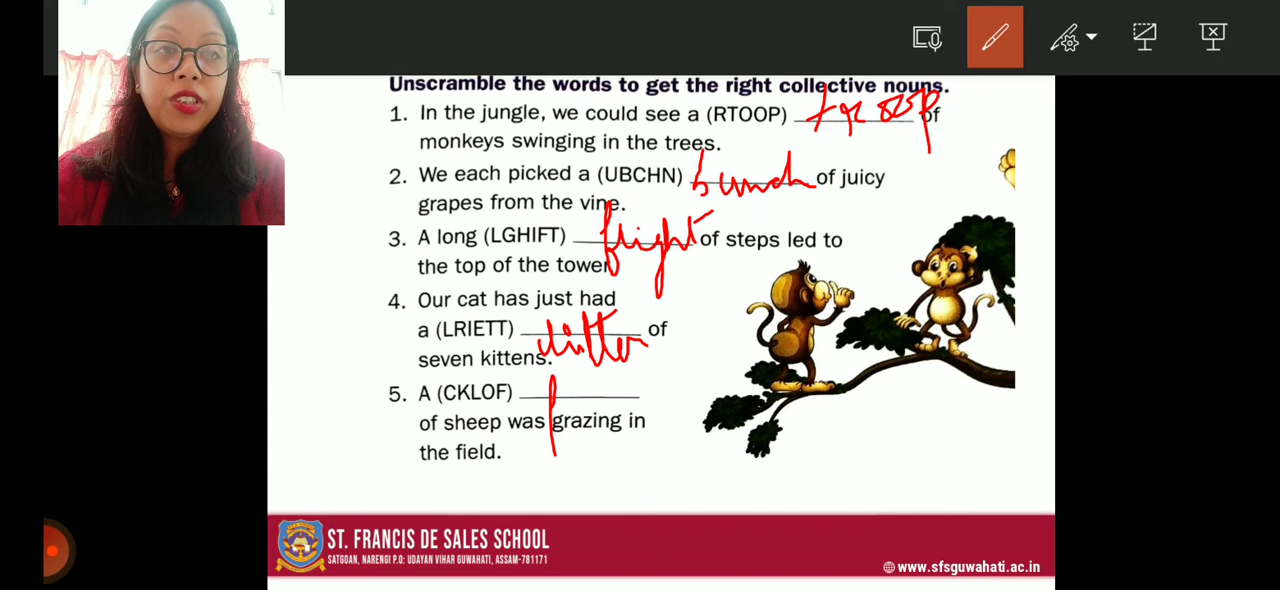 Unscramble the words to get the right collective nouns.
1. In the jungle, we could see a (RTOOP) troop of
monkeys swinging in the trees.
2. We each picked a (UBCHN) bunch of juicy
grapes from the vine.
3. A long (LGHIFT) flight of steps led to
the top of the tower
4. Our cat has just had
a (LRIETT) litter of
seven kittens.
5. A (CKLOF) f
of sheep was grazing in
the field.
ST. FRANCIS DE SALES SCHOOL
SATGOAN, NARENGI P.O: UDAYAN VIHAR GUWAHATI, ASSAM-781171
www.sfsguwahati.ac.in